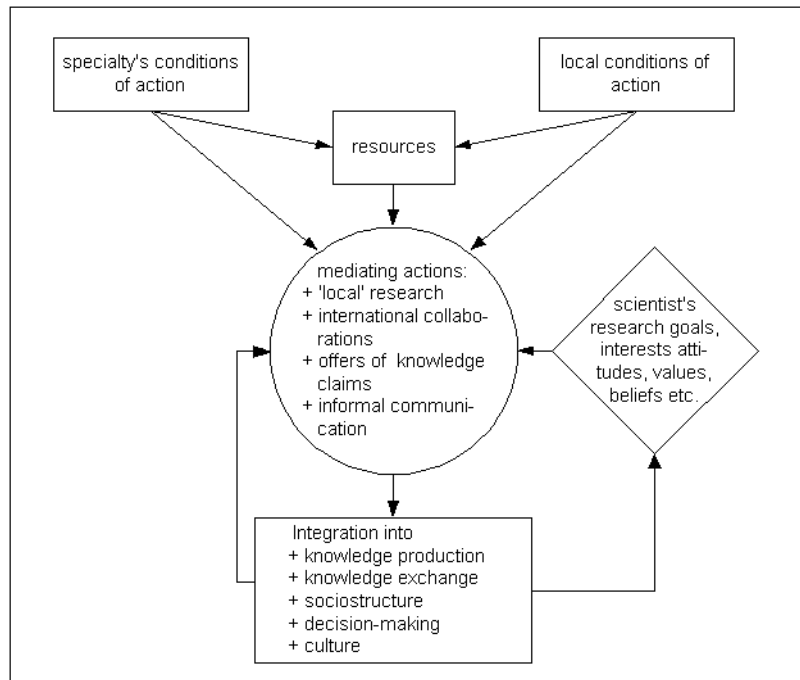 specialty's conditions
of action
local conditions of
action
resources
mediating actions:
+ 'local' research
+ international collabo-
rations
+ offers of knowledge
claims
+ informal communi-
cation
scientist's
research goals,
interests atti-
tudes, values,
beliefs etc.
Integration into
+ knowledge production
+ knowledge exchange
+ sociostructure
+ decision-making
+ culture